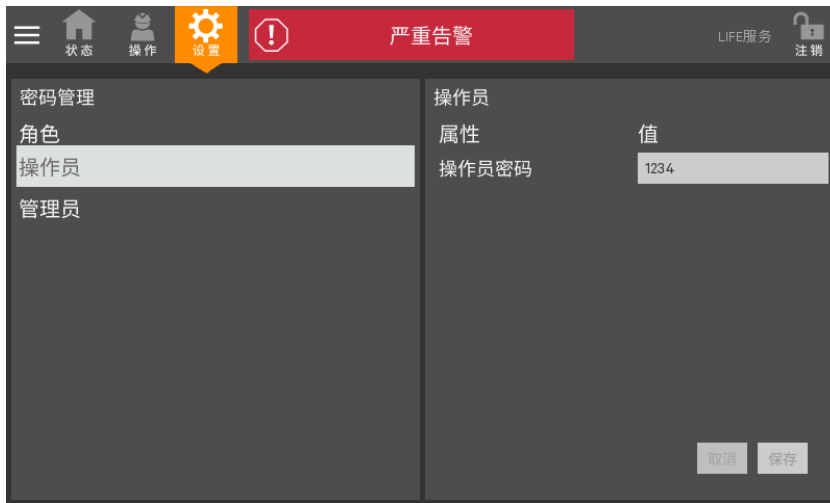 状态 操作 设置 严重告警 LIFE服务 注销
密码管理
角色
操作员
管理员
操作员
属性 值
操作员密码 1234
取消 保存